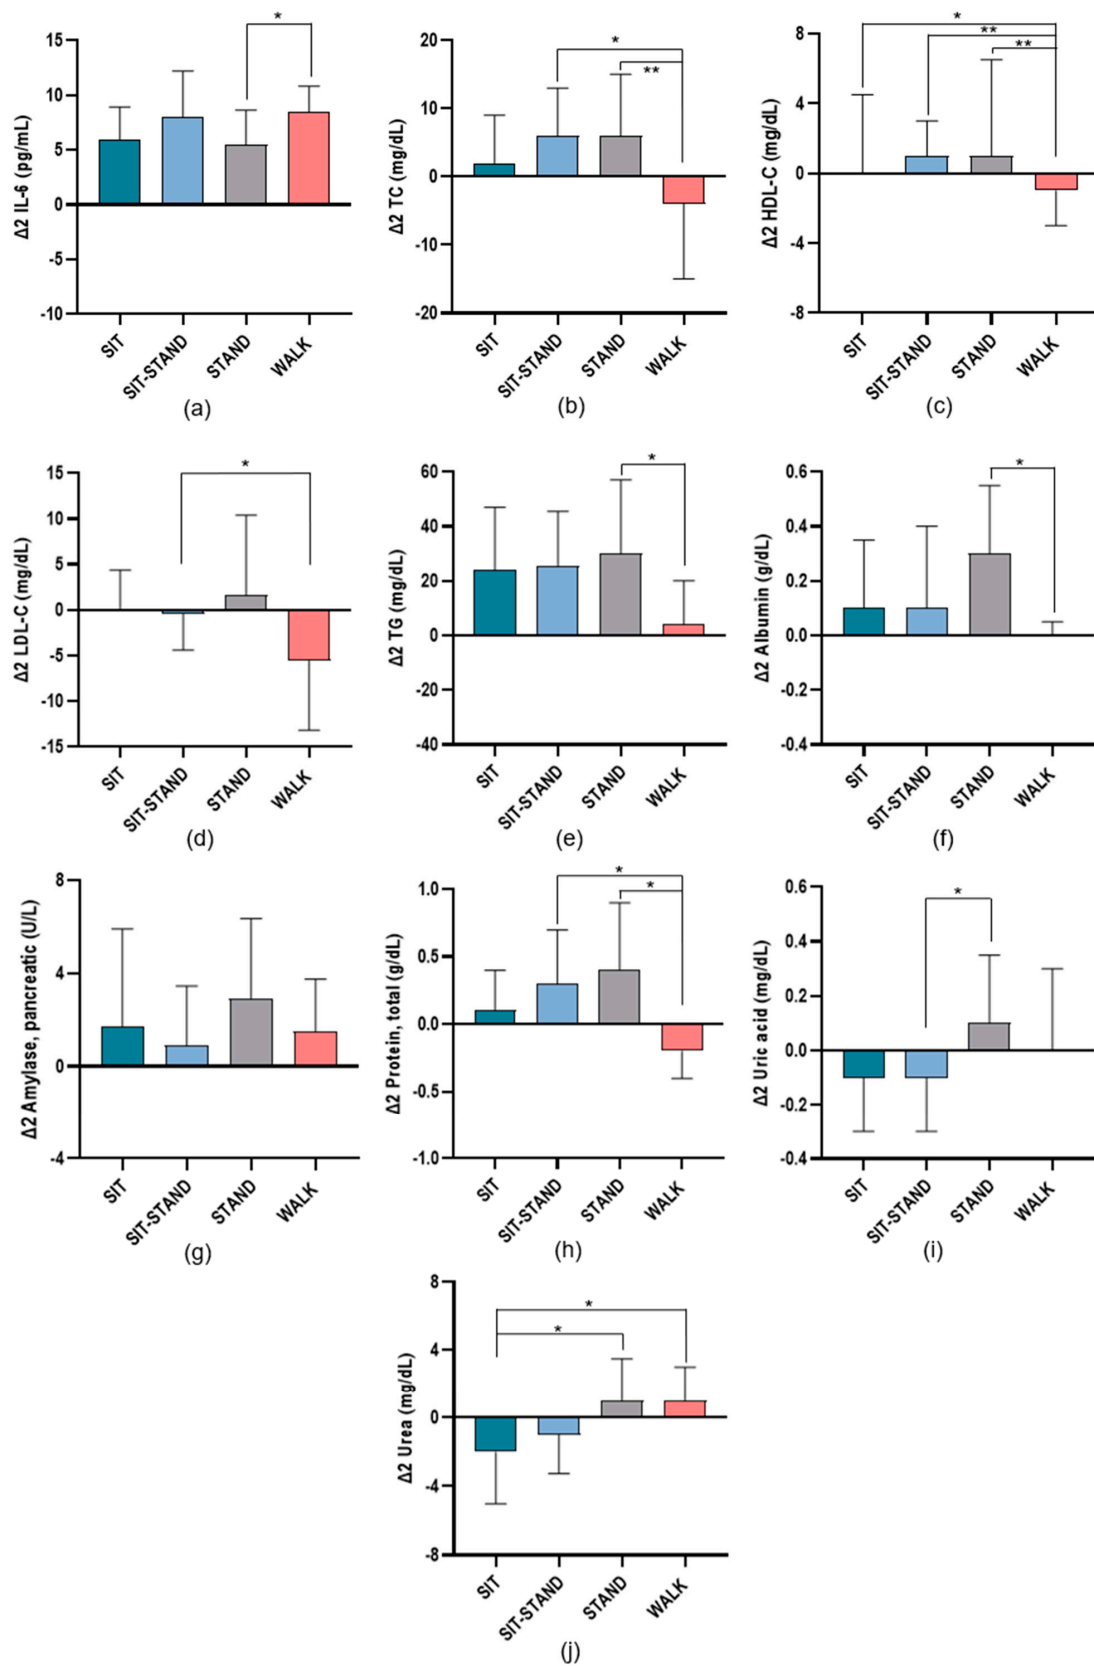 *
15
10
5
0
-5
-10
Δ2 IL-6 (pg/mL)
SIT
SIT-STAND
STAND
WALK
(a)
*
**
20
10
0
-10
-20
Δ2 TC (mg/dL)
SIT
SIT-STAND
STAND
WALK
(b)
*
**
**
8
4
0
-4
-8
Δ2 HDL-C (mg/dL)
SIT
SIT-STAND
STAND
WALK
(c)
*
15
10
5
0
-5
-10
-15
Δ2 LDL-C (mg/dL)
SIT
SIT-STAND
STAND
WALK
(d)
*
60
40
20
0
-20
-40
Δ2 TG (mg/dL)
SIT
SIT-STAND
STAND
WALK
(e)
*
0.6
0.4
0.2
0.0
-0.2
-0.4
Δ2 Albumin (g/dL)
SIT
SIT-STAND
STAND
WALK
(f)
8
4
0
-4
Δ2 Amylase, pancreatic (U/L)
SIT
SIT-STAND
STAND
WALK
(g)
*
*
1.0
0.5
0.0
-0.5
-1.0
Δ2 Protein, total (g/dL)
SIT
SIT-STAND
STAND
WALK
(h)
*
0.6
0.4
0.2
0.0
-0.2
-0.4
Δ2 Uric acid (mg/dL)
SIT
SIT-STAND
STAND
WALK
(i)
*
*
8
4
0
-4
-8
Δ2 Urea (mg/dL)
SIT
SIT-STAND
STAND
WALK
(j)